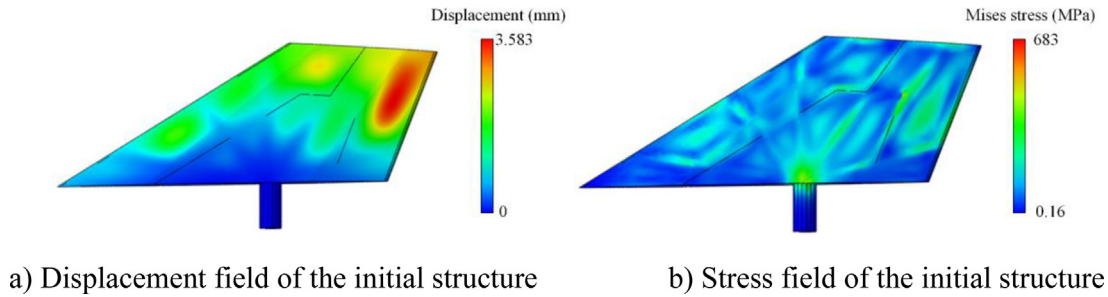 Displacement (mm)
3.583
0
Mises stress (MPa)
683
0.16
a) Displacement field of the initial structure
b) Stress field of the initial structure